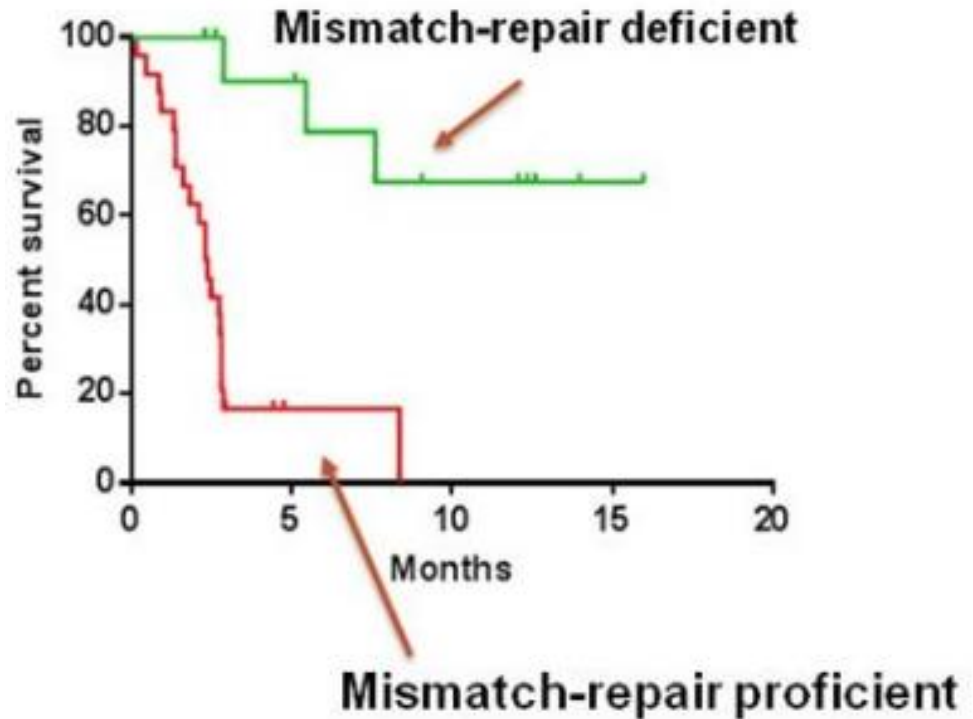 Mismatch-repair deficient
Percent survival
100
80
60
40
20
0
0 5 10 15 20
Months
Mismatch-repair proficient